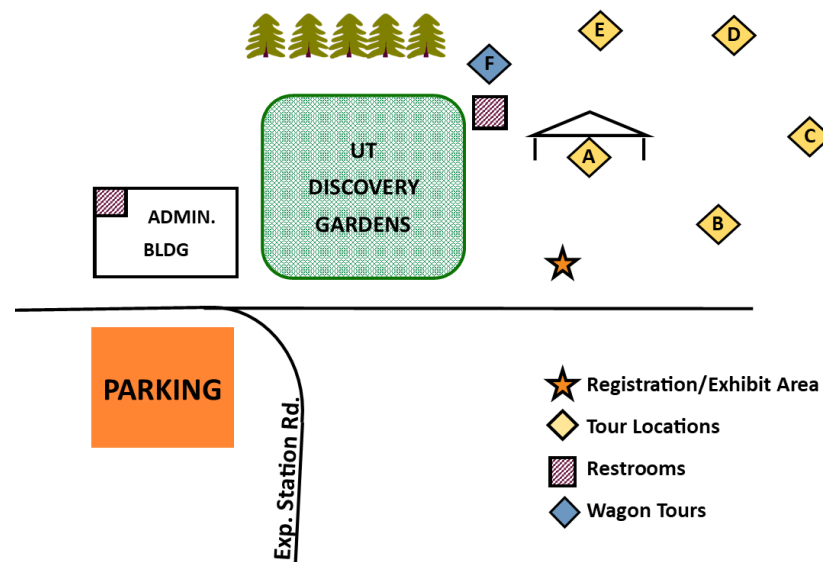 E
D
F
C
UT
DISCOVERY
GARDENS
A
B
ADMIN.
BLDG
PARKING
Exp. Station Rd.
Registration/Exhibit Area
Tour Locations
Restrooms
Wagon Tours